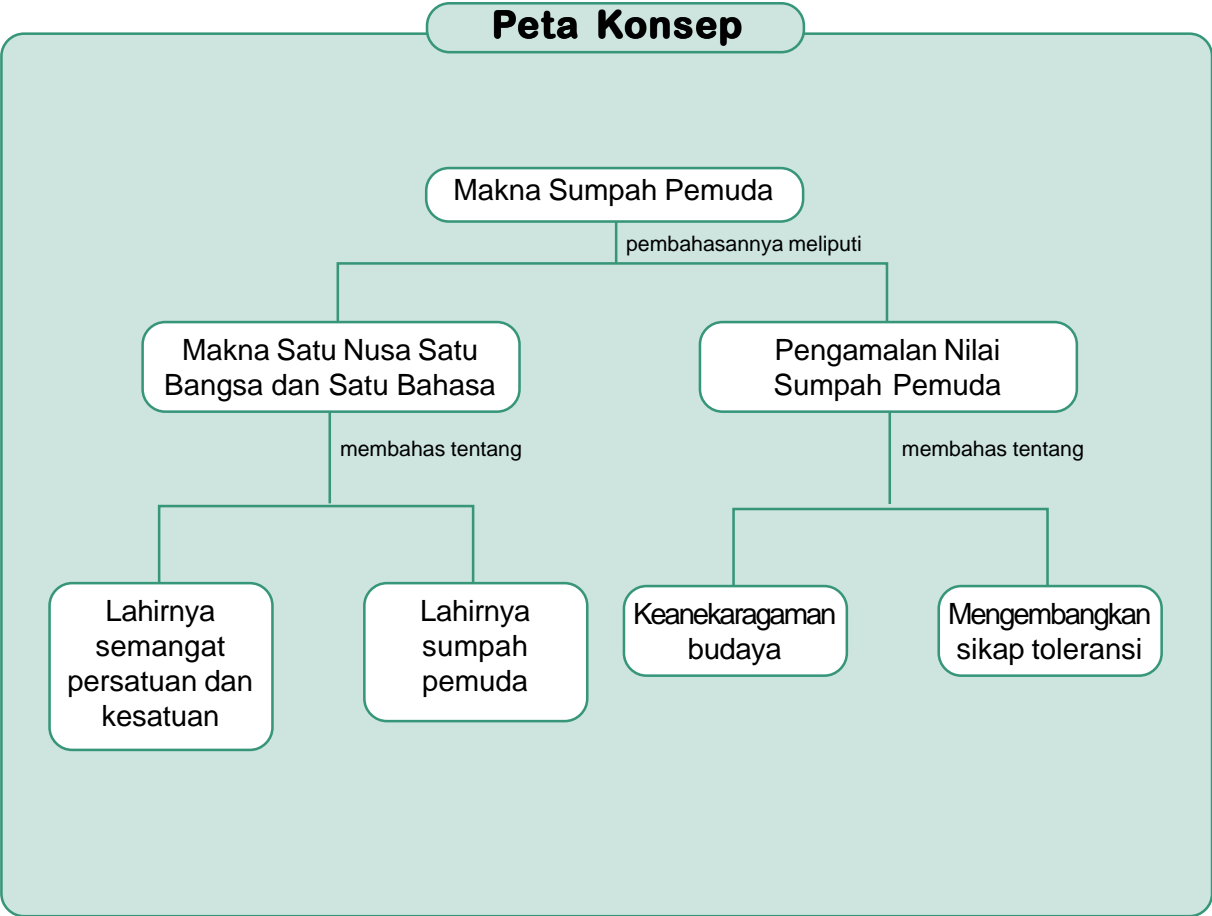 Peta Konsep
Makna Sumpah Pemuda
pembahasannya meliputi
Makna Satu Nusa Satu
Bangsa dan Satu Bahasa
Pengamalan Nilai
Sumpah Pemuda
membahas tentang
membahas tentang
Lahirnya
semangat
persatuan dan
kesatuan
Lahirnya
sumpah
pemuda
Keanekaragaman
budaya
Mengembangkan
sikap toleransi